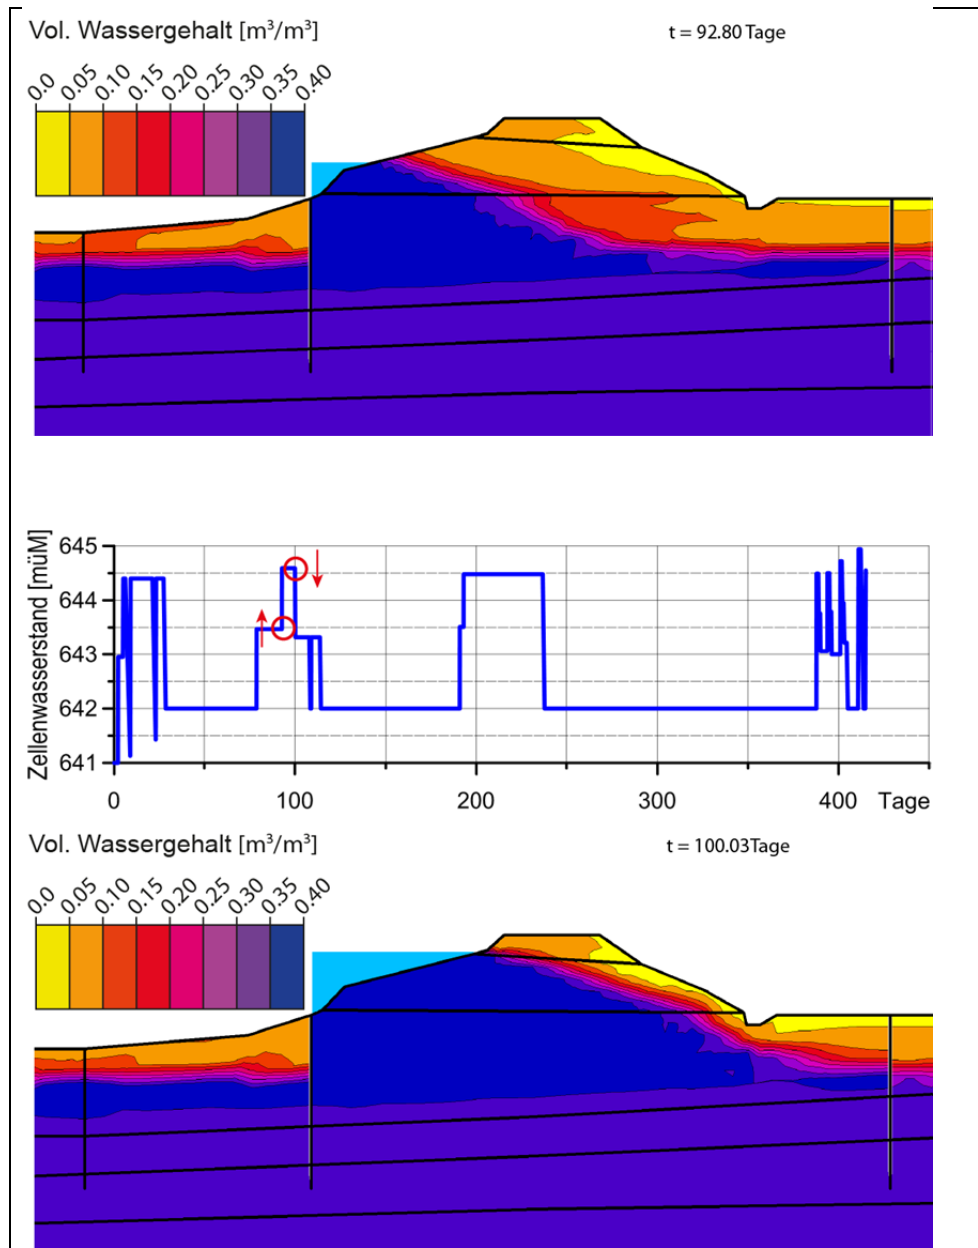 Vol. Wassergehalt [m³/m³]
t = 92.80 Tage
0.0 0.05 0.10 0.15 0.20 0.25 0.30 0.35 0.40
Zellenwasserstand [müM]
645
644
643
642
641
0 100 200 300 400 Tage
Vol. Wassergehalt [m³/m³]
t = 100.03Tage
0.0 0.05 0.10 0.15 0.20 0.25 0.30 0.35 0.40